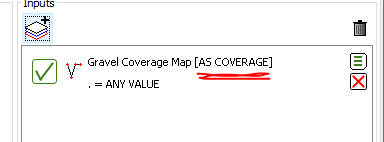 Inputs
Gravel Coverage Map [AS COVERAGE]
. = ANY VALUE